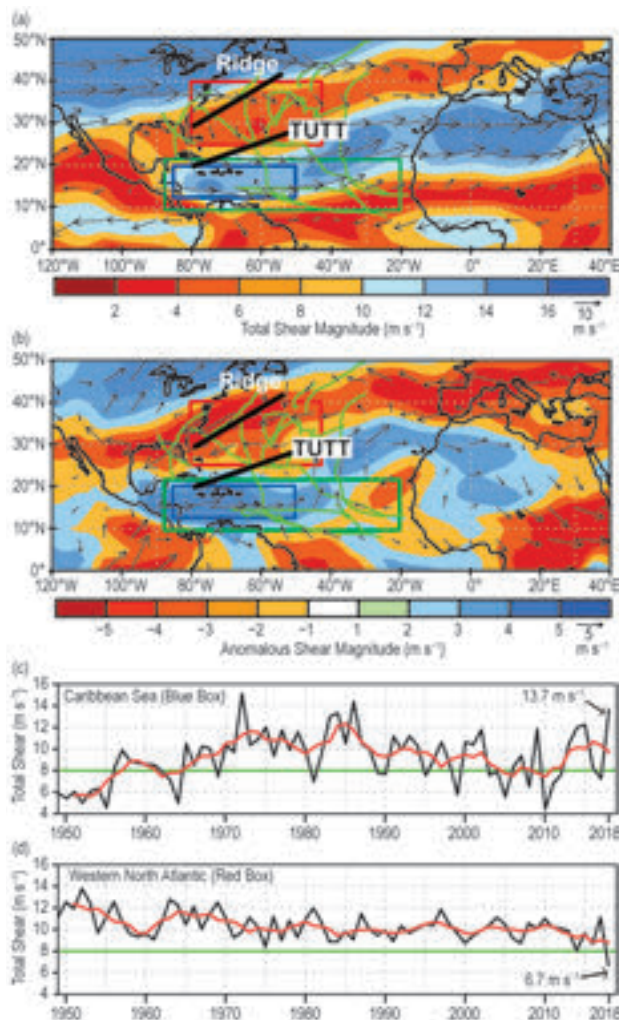 (a)
50°N
40°N
30°N
20°N
10°N
0°
Ridge
TUTT
120°W 100°W 80°W 60°W 40°W 20°W 0° 20°E 40°E
2 4 6 8 10 12 14 16 10
Total Shear Magnitude (m s⁻¹) m s⁻¹
(b)
50°N
40°N
30°N
20°N
10°N
0°
Ridge
TUTT
120°W 100°W 80°W 60°W 40°W 20°W 0° 20°E 40°E
−5 −4 −3 −2 −1 1 2 3 4 5 5
Anomalous Shear Magnitude (m s⁻¹) m s⁻¹
(c)
16
14
12
10
8
6
4
Total Shear (m s⁻¹)
Caribbean Sea (Blue Box) 13.7 m s⁻¹
1950 1960 1970 1980 1990 2000 2010 2018
(d)
16
14
12
10
8
6
4
Total Shear (m s⁻¹)
Western North Atlantic (Red Box)
6.7 m s⁻¹
1950 1960 1970 1980 1990 2000 2010 2018